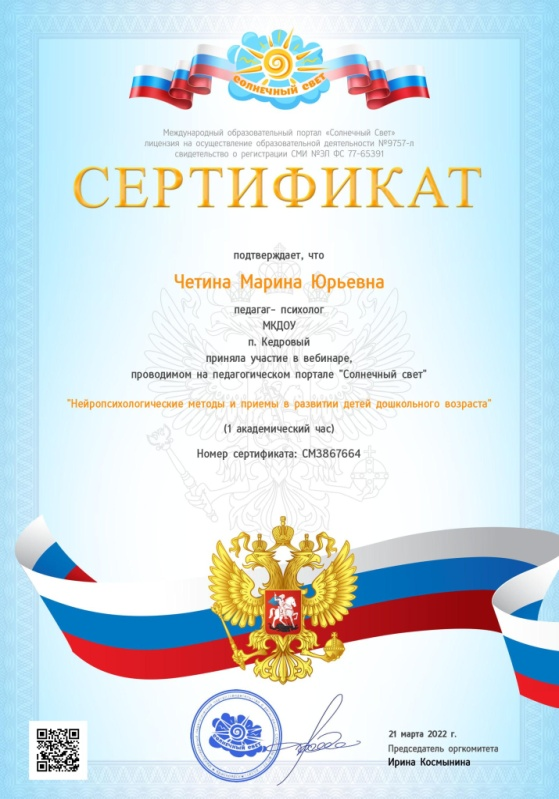 СОЛНЕЧНЫЙ СВЕТ
Международный образовательный портал «Солнечный Свет»
лицензия на осуществление образовательной деятельности №9757-л
свидетельство о регистрации СМИ №ЭЛ ФС 77-65391
СЕРТИФИКАТ
подтверждает, что
Четина Марина Юрьевна
педагаг- психолог
МКДОУ
п. Кедровый
приняла участие в вебинаре,
проводимом на педагогическом портале "Солнечный свет"
"Нейропсихологические методы и приемы в развитии детей дошкольного возраста"
(1 академический час)
Номер сертификата: СМ3867664
СОЛНЕЧНЫЙ СВЕТ
21 марта 2022 г.
Председатель оргкомитета
Ирина Космынина